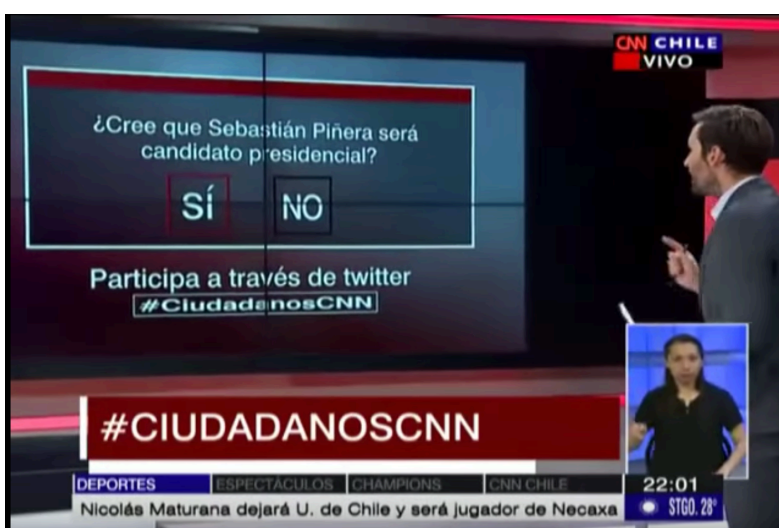 CNN CHILE
VIVO
¿Cree que Sebastián Piñera será
candidato presidencial?
SÍ NO
Participa a través de twitter
#CiudadanosCNN
#CIUDADANOSCNN
DEPORTES ESPECTÁCULOS CHAMPIONS CNN CHILE 22:01
Nicolás Maturana dejará U. de Chile y será jugador de Necaxa STGO. 28°